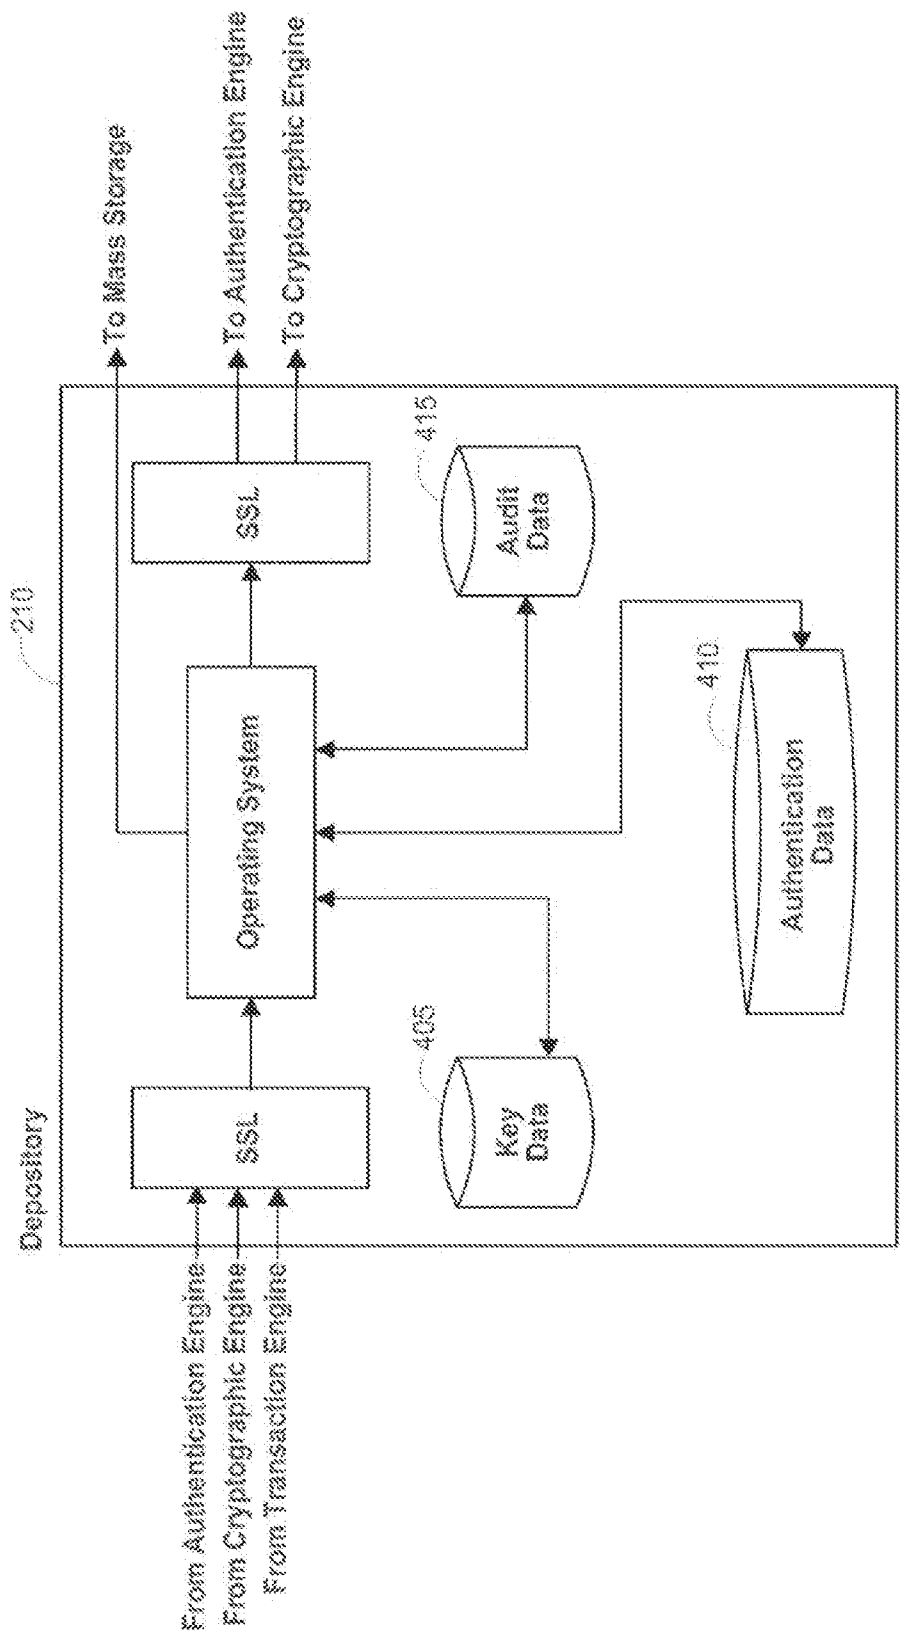 Depository
210
To Mass Storage
To Authentication Engine
To Cryptographic Engine
From Authentication Engine
From Cryptographic Engine
From Transaction Engine
SSL
Operating System
SSL
405
Key
Data
415
Audit
Data
410
Authentication
Data